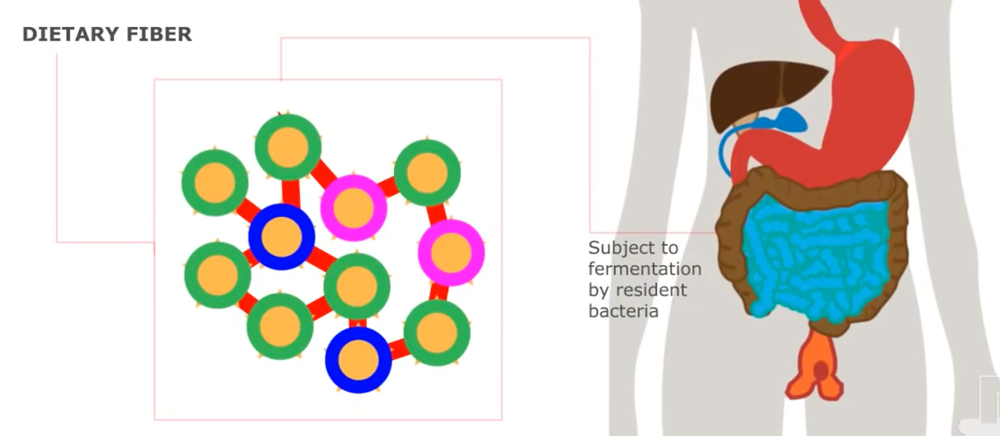 DIETARY FIBER
Subject to
fermentation
by resident
bacteria